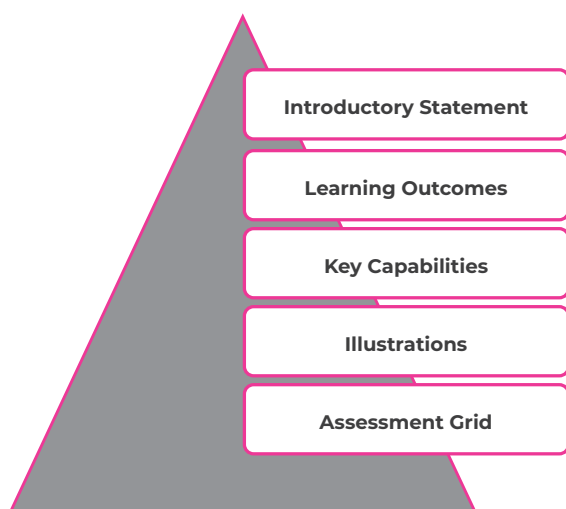 Introductory Statement
Learning Outcomes
Key Capabilities
Illustrations
Assessment Grid